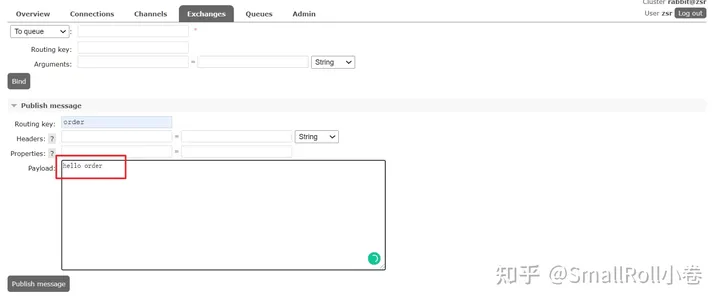 Cluster rabbit@zsr
User zsr Log out
Overview Connections Channels Exchanges Queues Admin
To queue : *
Routing key:
Arguments: = String
Bind
Publish message
Routing key: order
Headers: ? = String
Properties: ? =
Payload: hello order
Publish message
知乎 @SmallRoll小卷